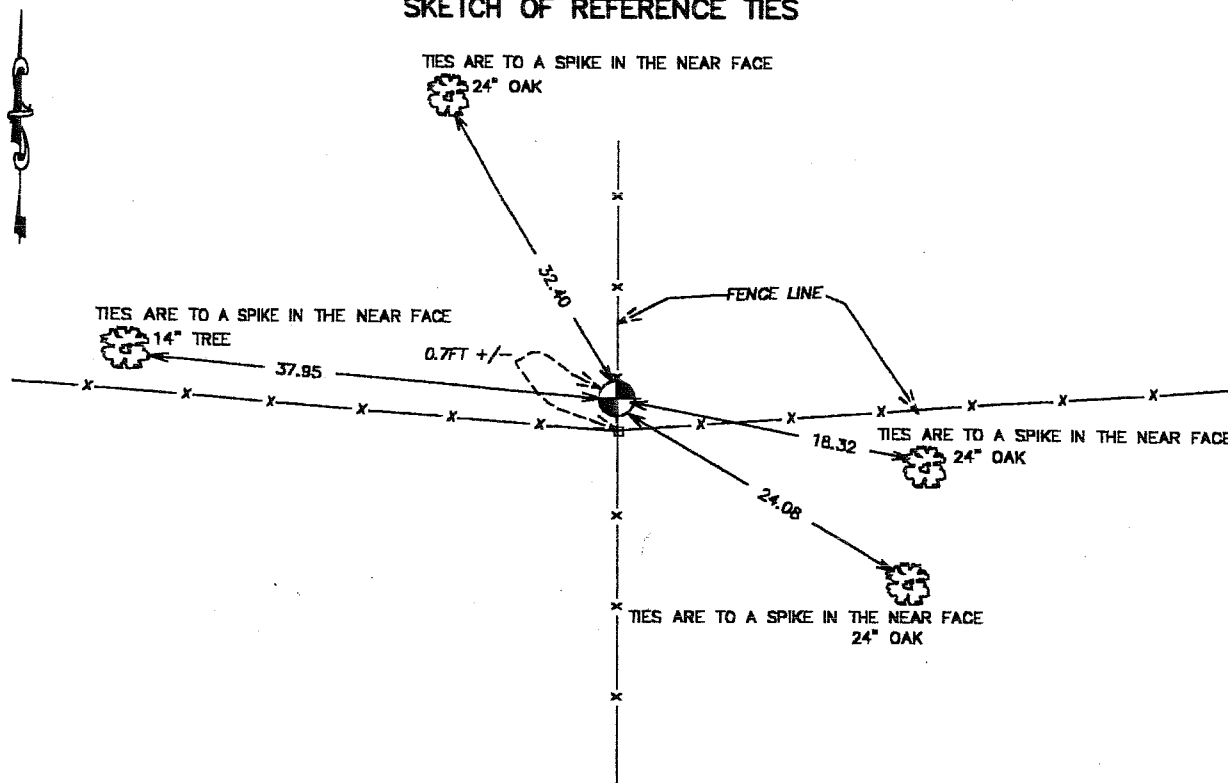 SKETCH OF REFERENCE TIES
TIES ARE TO A SPIKE IN THE NEAR FACE
24" OAK
32.40
FENCE LINE
TIES ARE TO A SPIKE IN THE NEAR FACE
14" TREE
0.7FT +/-
37.95
18.32
TIES ARE TO A SPIKE IN THE NEAR FACE
24" OAK
24.08
TIES ARE TO A SPIKE IN THE NEAR FACE
24" OAK